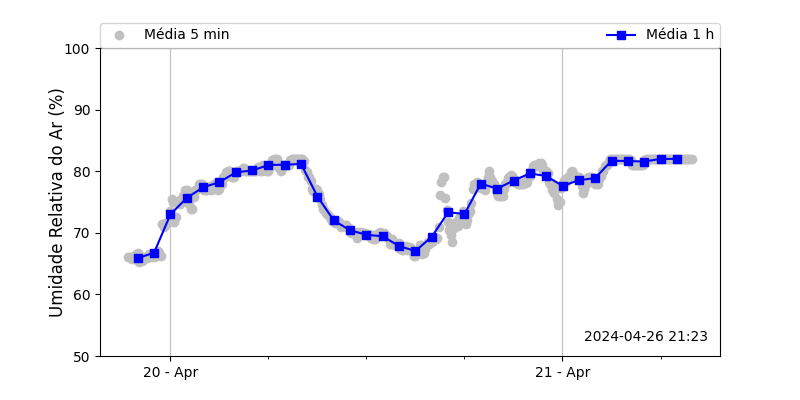 Média 5 min
Média 1 h
100
90
80
70
60
50
Umidade Relativa do Ar (%)
2024-04-26 21:23
20 - Apr
21 - Apr